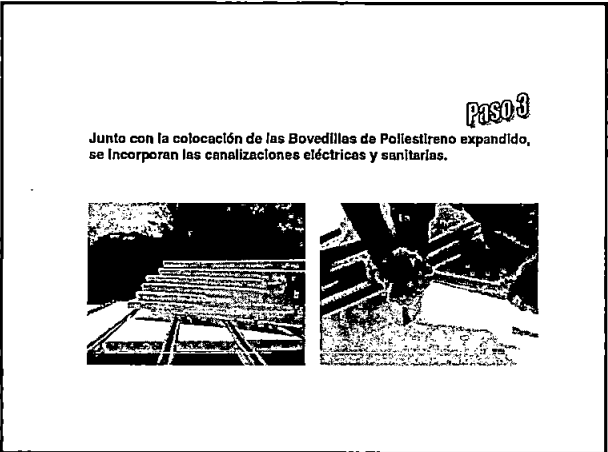 Paso 3
Junto con la colocación de las Bovedillas de Poliestireno expandido,
se incorporan las canalizaciones eléctricas y sanitarias.